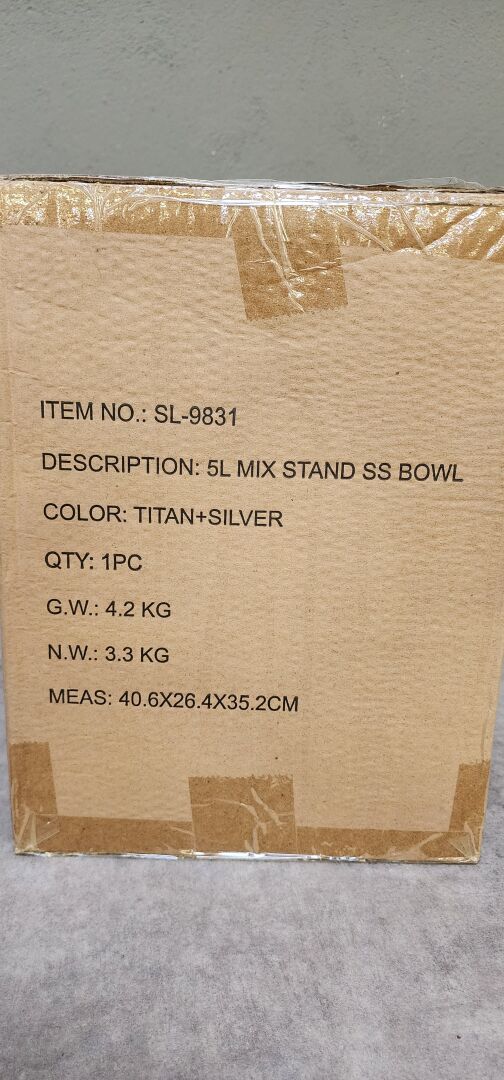 ITEM NO.: SL-9831
DESCRIPTION: 5L MIX STAND SS BOWL
COLOR: TITAN+SILVER
QTY: 1PC
G.W.: 4.2 KG
N.W.: 3.3 KG
MEAS: 40.6X26.4X35.2CM